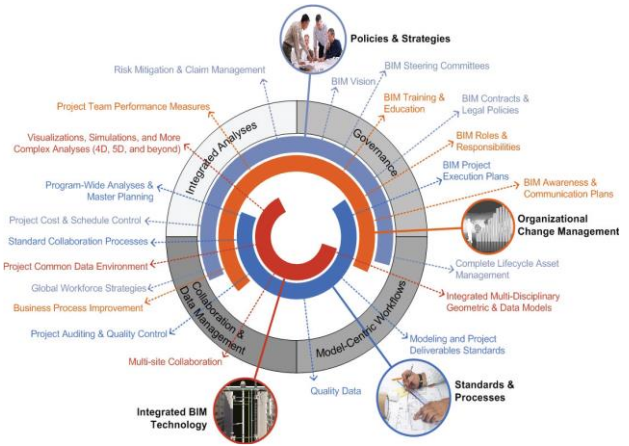 Policies & Strategies
Risk Mitigation & Claim Management
BIM Steering Committees
BIM Vision
Project Team Performance Measures
BIM Training &
Education
BIM Contracts &
Legal Policies
Visualizations, Simulations, and More
Complex Analyses (4D, 5D, and beyond)
Integrated Analyses
Governance
BIM Roles &
Responsibilities
BIM Project
Execution Plans
Program-Wide Analyses &
Master Planning
BIM Awareness &
Communication Plans
Project Cost & Schedule Control
Organizational
Change Management
Standard Collaboration Processes
Project Common Data Environment
Complete Lifecycle Asset
Management
Global Workforce Strategies
Integrated Multi-Disciplinary
Geometric & Data Models
Business Process Improvement
Collaboration &
Data Management
Model-Centric Workflows
Project Auditing & Quality Control
Modeling and Project
Deliverables Standards
Multi-site Collaboration
Quality Data
Standards &
Processes
Integrated BIM
Technology